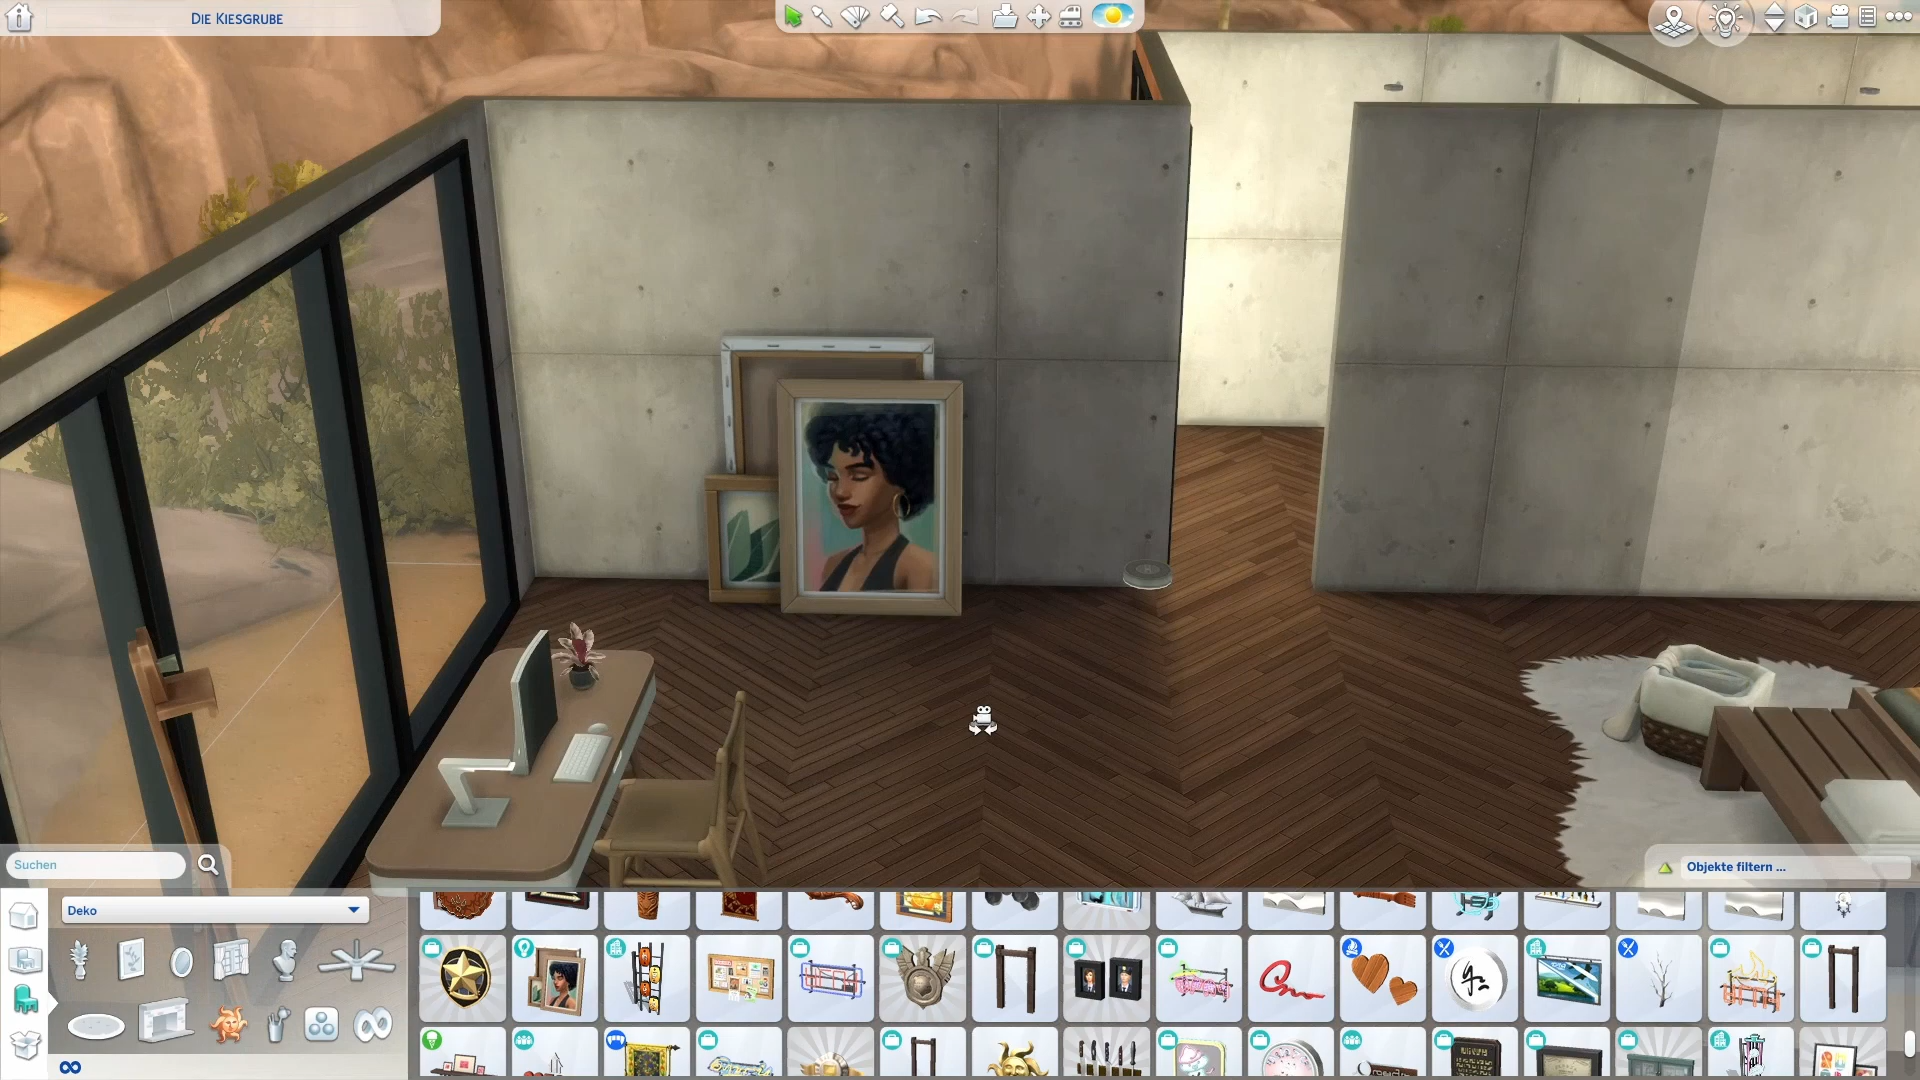 Die Kiesgrube
Suchen
Objekte filtern ...
Deko